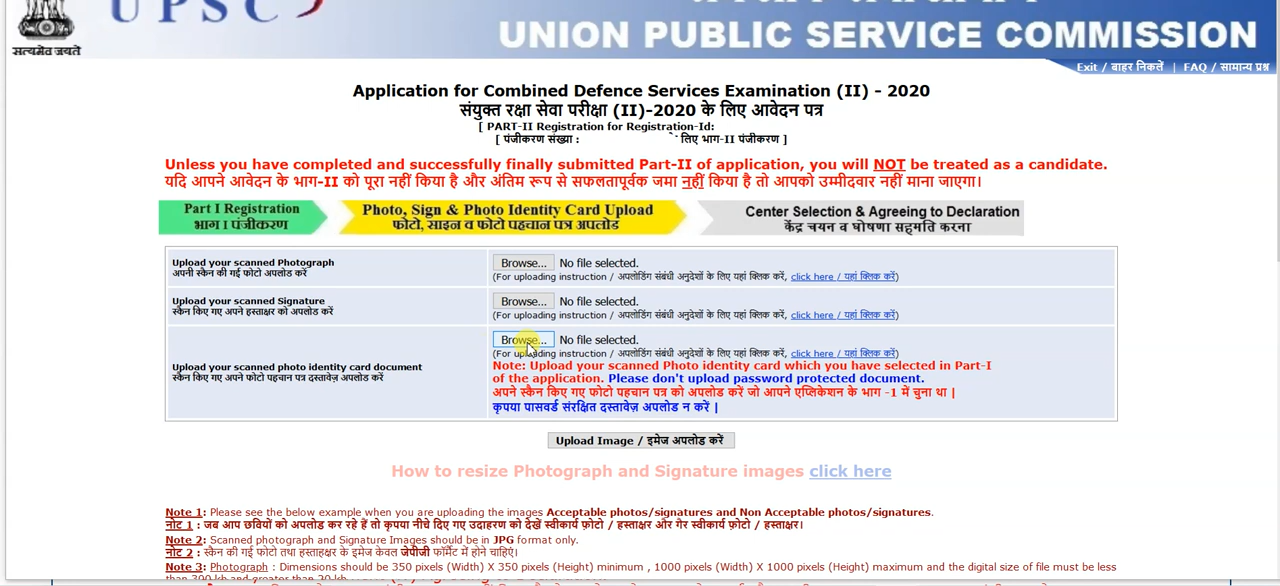 UPSC
सत्यमेव जयते
UNION PUBLIC SERVICE COMMISSION
Exit / बाहर निकलें | FAQ / सामान्य प्रश्न
Application for Combined Defence Services Examination (II) - 2020
संयुक्त रक्षा सेवा परीक्षा (II)-2020 के लिए आवेदन पत्र
[ PART-II Registration for Registration-Id:
[ पंजीकरण संख्या : लिए भाग-II पंजीकरण ]
Unless you have completed and successfully finally submitted Part-II of application, you will NOT be treated as a candidate.
यदि आपने आवेदन के भाग-II को पूरा नहीं किया है और अंतिम रूप से सफलतापूर्वक जमा नहीं किया है तो आपको उम्मीदवार नहीं माना जाएगा।
Part I Registration
भाग I पंजीकरण
Photo, Sign & Photo Identity Card Upload
फोटो, साइन व फोटो पहचान पत्र अपलोड
Center Selection & Agreeing to Declaration
केंद्र चयन व घोषणा सहमति करना
Upload your scanned Photograph
अपनी स्कैन की गई फोटो अपलोड करें
Browse... No file selected.
(For uploading instruction / अपलोडिंग संबंधी अनुदेशों के लिए यहां क्लिक करें, click here / यहां क्लिक करें)
Upload your scanned Signature
स्कैन किए गए अपने हस्ताक्षर को अपलोड करें
Browse... No file selected.
(For uploading instruction / अपलोडिंग संबंधी अनुदेशों के लिए यहां क्लिक करें, click here / यहां क्लिक करें)
Upload your scanned photo identity card document
स्कैन किए गए अपने फोटो पहचान पत्र दस्तावेज़ अपलोड करें
Browse... No file selected.
(For uploading instruction / अपलोडिंग संबंधी अनुदेशों के लिए यहां क्लिक करें, click here / यहां क्लिक करें)
Note: Upload your scanned Photo identity card which you have selected in Part-I
of the application. Please don't upload password protected document.
अपने स्कैन किए गए फोटो पहचान पत्र को अपलोड करें जो आपने एप्लिकेशन के भाग -1 में चुना था |
कृपया पासवर्ड संरक्षित दस्तावेज़ अपलोड न करें |
Upload Image / इमेज अपलोड करें
How to resize Photograph and Signature images click here
Note 1: Please see the below example when you are uploading the images Acceptable photos/signatures and Non Acceptable photos/signatures.
नोट 1 : जब आप छवियों को अपलोड कर रहे हैं तो कृपया नीचे दिए गए उदाहरण को देखें स्वीकार्य फ़ोटो / हस्ताक्षर और गैर स्वीकार्य फ़ोटो / हस्ताक्षर।
Note 2: Scanned photograph and Signature Images should be in JPG format only.
नोट 2 : स्कैन की गई फोटो तथा हस्ताक्षर के इमेज केवल जेपीजी फॉर्मेट में होने चाहिएं।
Note 3: Photograph : Dimensions should be 350 pixels (Width) X 350 pixels (Height) minimum , 1000 pixels (Width) X 1000 pixels (Height) maximum and the digital size of file must be less
than 300 kb and greater than 20 kb